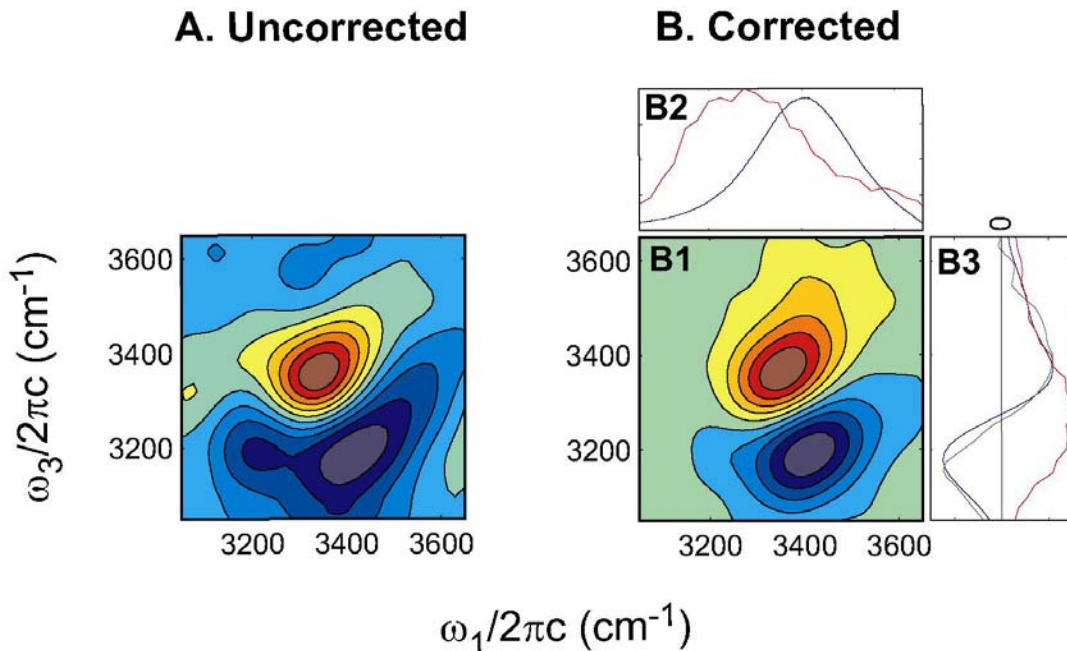 A. Uncorrected
B. Corrected
B2
0
B1
B3
3600
3400
3200
3600
3400
3200
3200 3400 3600
3200 3400 3600
ω₃/2πc (cm⁻¹)
ω₁/2πc (cm⁻¹)